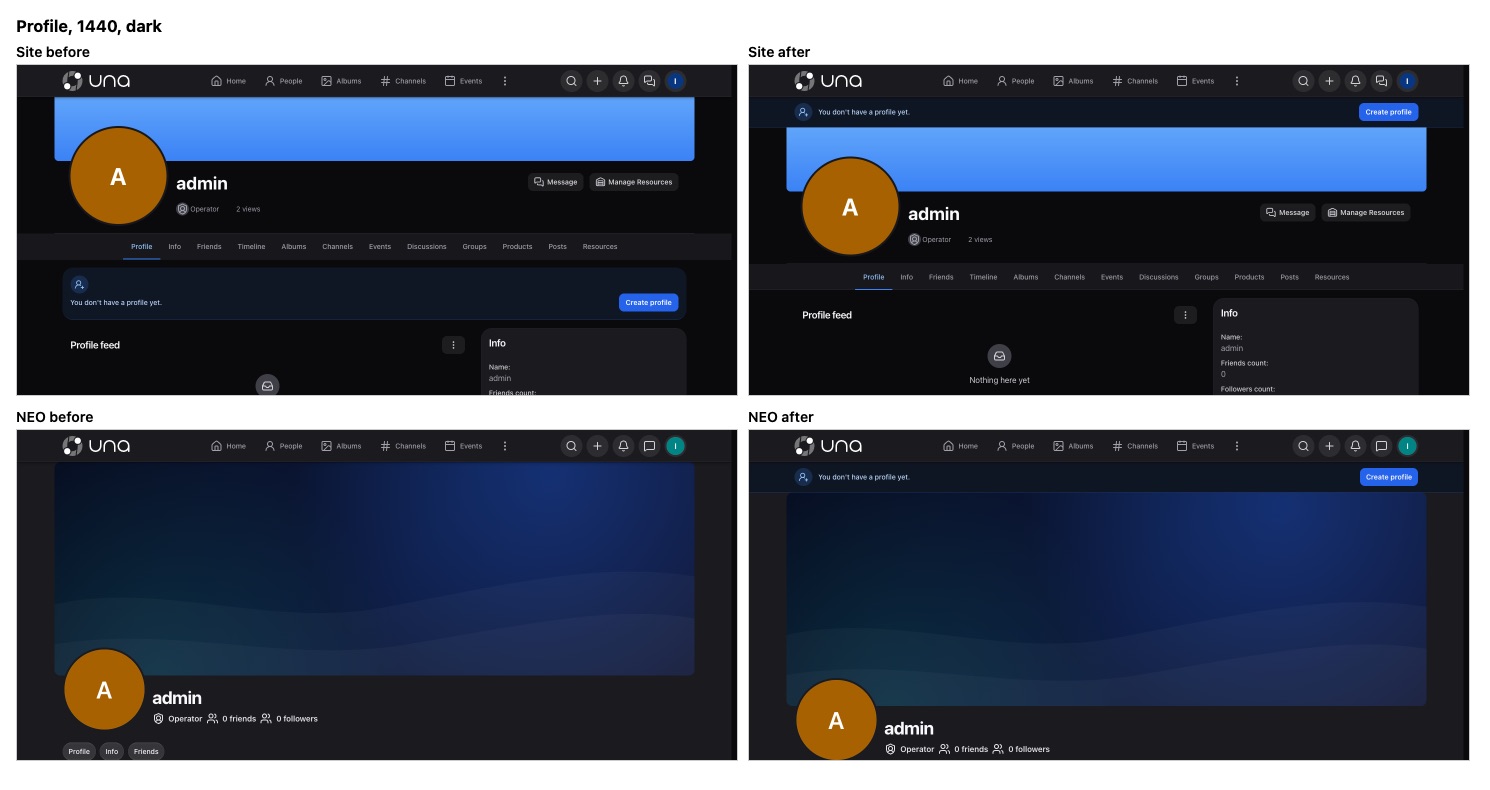 Profile, 1440, dark
Site before
una Home People Albums Channels Events I
A
admin
Message Manage Resources
Operator 2 views
Profile Info Friends Timeline Albums Channels Events Discussions Groups Products Posts Resources
You don't have a profile yet. Create profile
Profile feed
Info
Name:
admin
Friends count:
Site after
una Home People Albums Channels Events I
You don't have a profile yet. Create profile
A
admin
Message Manage Resources
Operator 2 views
Profile Info Friends Timeline Albums Channels Events Discussions Groups Products Posts Resources
Profile feed
Nothing here yet
Info
Name:
admin
Friends count:
0
Followers count:
NEO before
una Home People Albums Channels Events I
A
admin
Operator 0 friends 0 followers
Profile Info Friends
NEO after
una Home People Albums Channels Events I
You don't have a profile yet. Create profile
A
admin
Operator 0 friends 0 followers